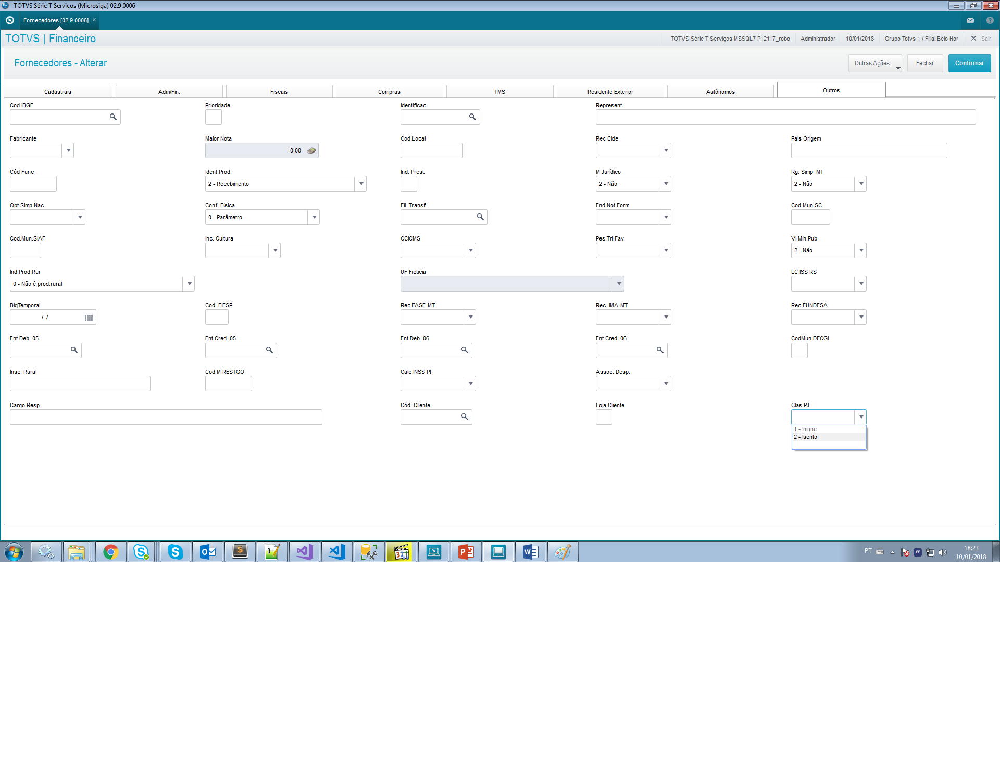 TOTVS Série T Serviços (Microsiga) 02.9.0006
Fornecedores [02.9.0006] ×
TOTVS | Financeiro
TOTVS Série T Serviços MSSQL7 P12117_robo Administrador 10/01/2018 Grupo Totvs 1 / Filial Belo Hor Sair
Fornecedores - Alterar
Outras Ações Fechar Confirmar
Cadastrais Adm/Fin. Fiscais Compras TMS Residente Exterior Autônomos Outros
Cod.IBGE Prioridade Identificac. Represent.
Fabricante Maior Nota Cod.Local Rec Cide Pais Origem
0,00
Cód Func Ident.Prod. Ind. Prest. M.Jurídico Rg. Simp. MT
2 - Recebimento 2 - Não 2 - Não
Opt Simp Nac Conf. Física Fil. Transf. End.Not.Form Cod Mun SC
0 - Parâmetro
Cod.Mun.SIAF Inc. Cultura CCICMS Pes.Tri.Fav. Vl Mín.Pub
2 - Não
Ind.Prod.Rur UF Ficticia LC ISS RS
0 - Não é prod.rural
BlqTemporal Cod. FIESP Rec.FASE-MT Rec. IMA-MT Rec.FUNDESA
/ /
Ent.Deb. 05 Ent.Cred. 05 Ent.Deb. 06 Ent.Cred. 06 CodMun DFCGI
Insc. Rural Cod M RESTGO Calc.INSS.Pt Assoc. Desp.
Cargo Resp. Cód. Cliente Loja Cliente Clas.PJ
1 - Imune
2 - Isento
PT 18:23
10/01/2018